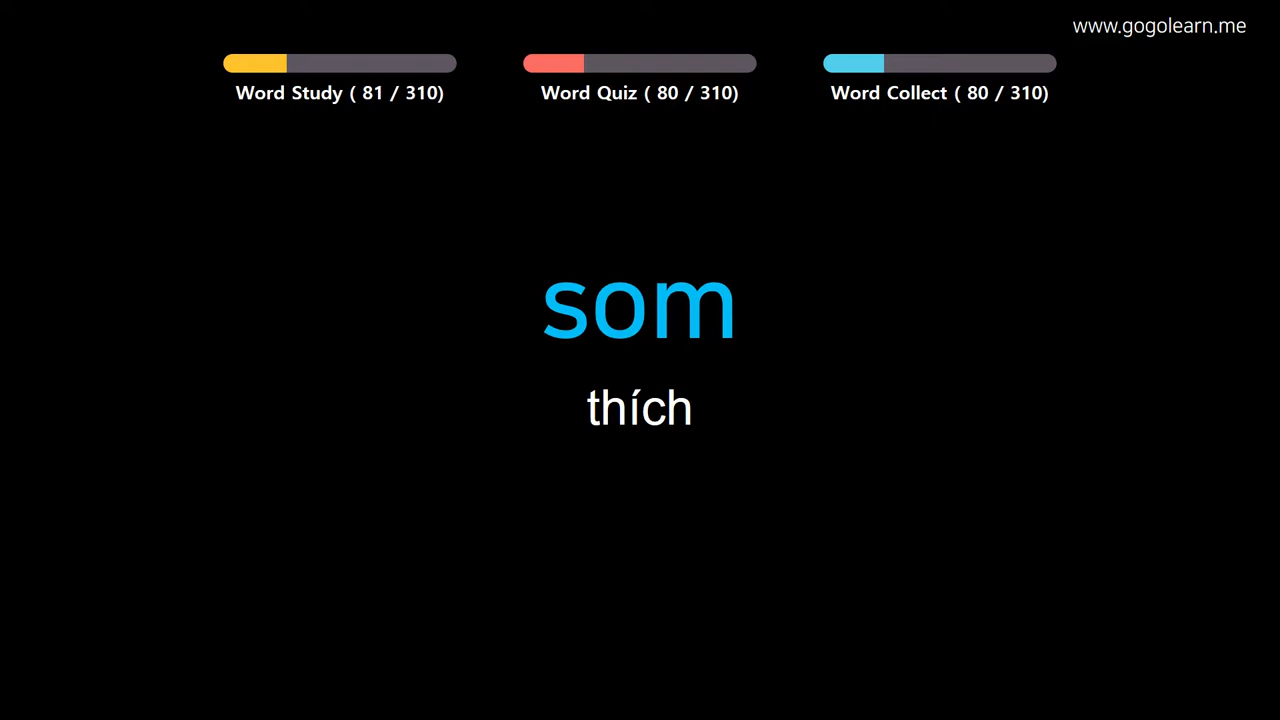 www.gogolearn.me
Word Study ( 81 / 310)
Word Quiz ( 80 / 310)
Word Collect ( 80 / 310)
som
thích